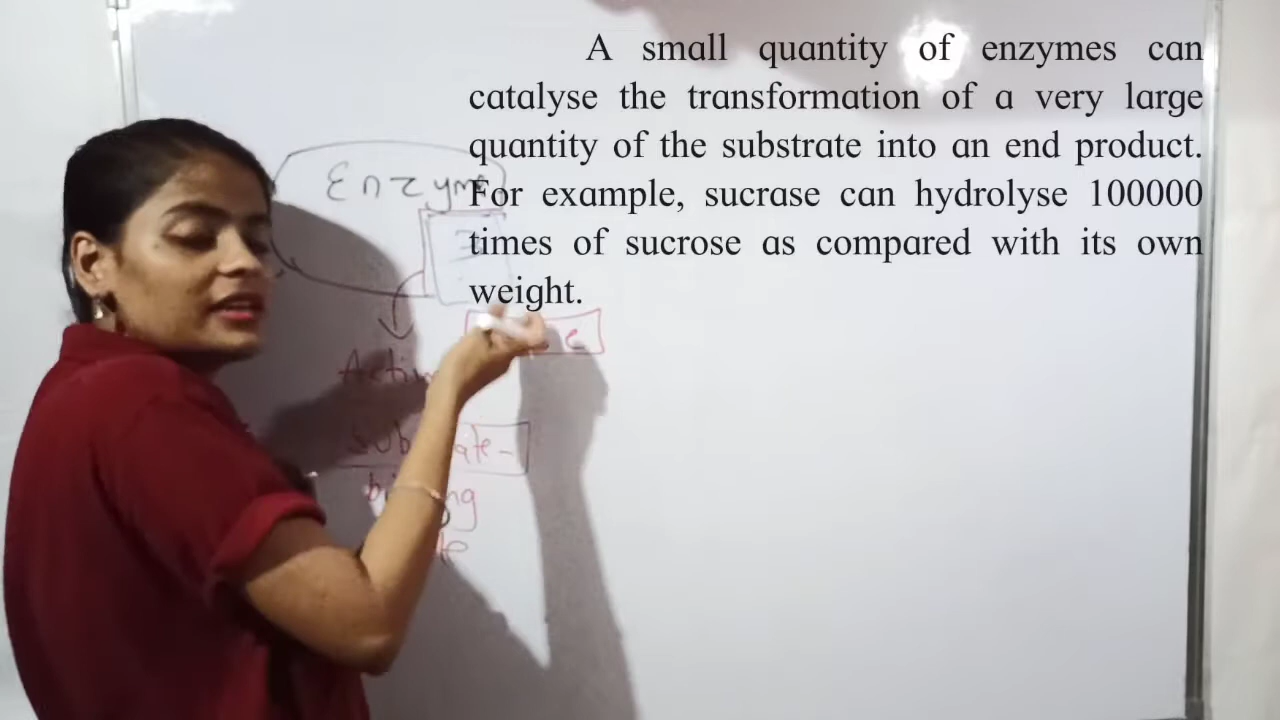 A small quantity of enzymes can
catalyse the transformation of a very large
quantity of the substrate into an end product.
For example, sucrase can hydrolyse 100000
times of sucrose as compared with its own
weight.
Enzyme